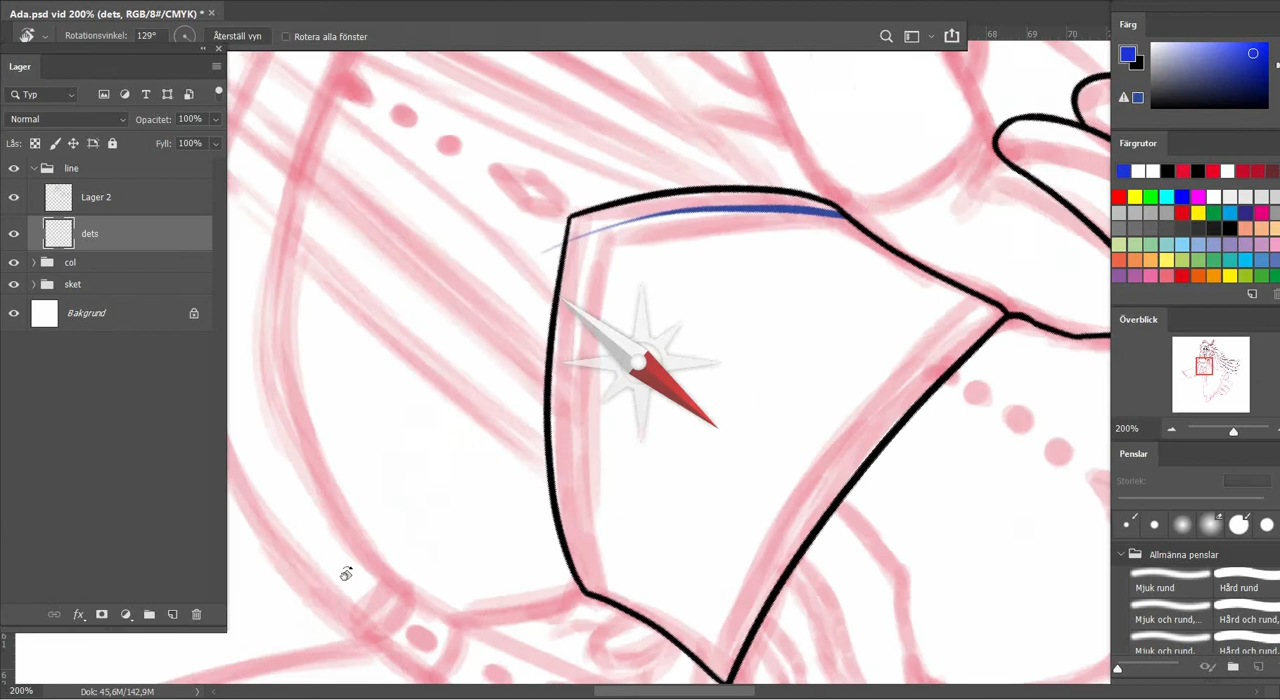 Ada.psd vid 200% (dets, RGB/8#/CMYK) *
Rotationsvinkel: 129°
Återställ vyn
Rotera alla fönster
68 69 70
Färg
Lager
Typ
Normal
Opacitet: 100%
Lås:
Fyll: 100%
line
Lager 2
dets
col
sket
Bakgrund
Färgrutor
Överblick
200%
Penslar
Storlek:
Allmänna penslar
Mjuk rund
Hård rund
Mjuk och rund,...
Hård och rund,
Mjuk och rund,...
Hård och rund,
200%
Dok: 45,6M/142,9M